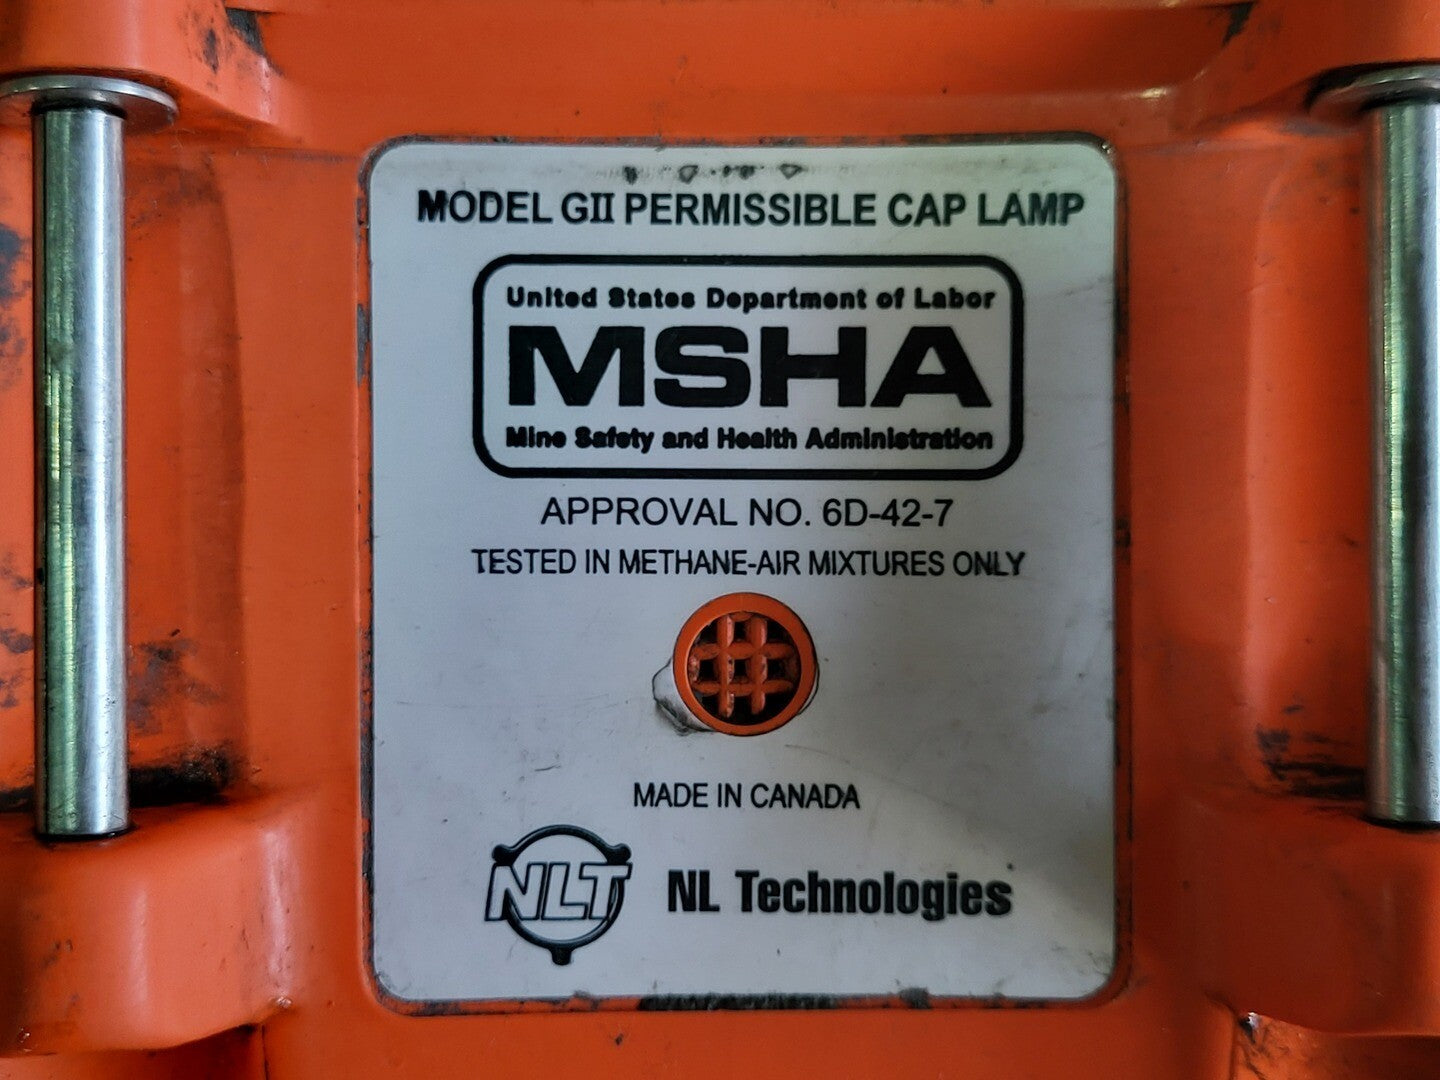 MODEL GII PERMISSIBLE CAP LAMP
United States Department of Labor
MSHA
Mine Safety and Health Administration
APPROVAL NO. 6D-42-7
TESTED IN METHANE-AIR MIXTURES ONLY
MADE IN CANADA
NLT NL Technologies